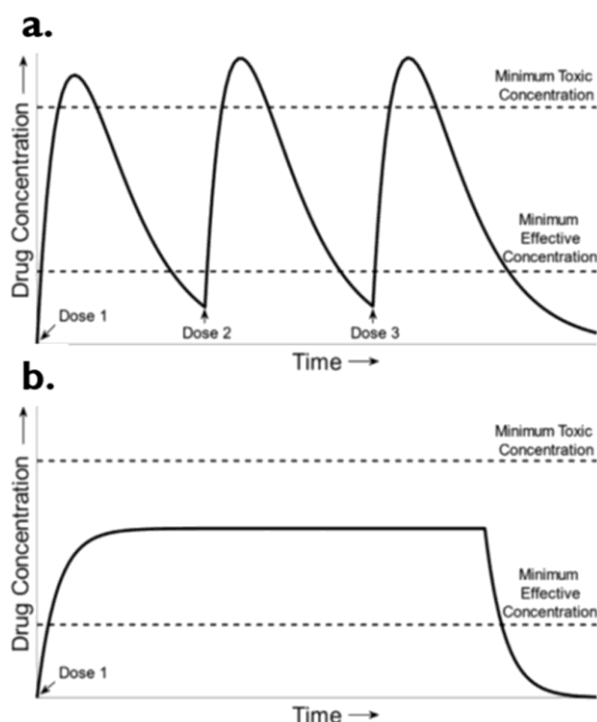 a.
Drug Concentration
Minimum Toxic
Concentration
Minimum
Effective
Concentration
Dose 1
Dose 2
Dose 3
Time
b.
Drug Concentration
Minimum Toxic
Concentration
Minimum
Effective
Concentration
Dose 1
Time